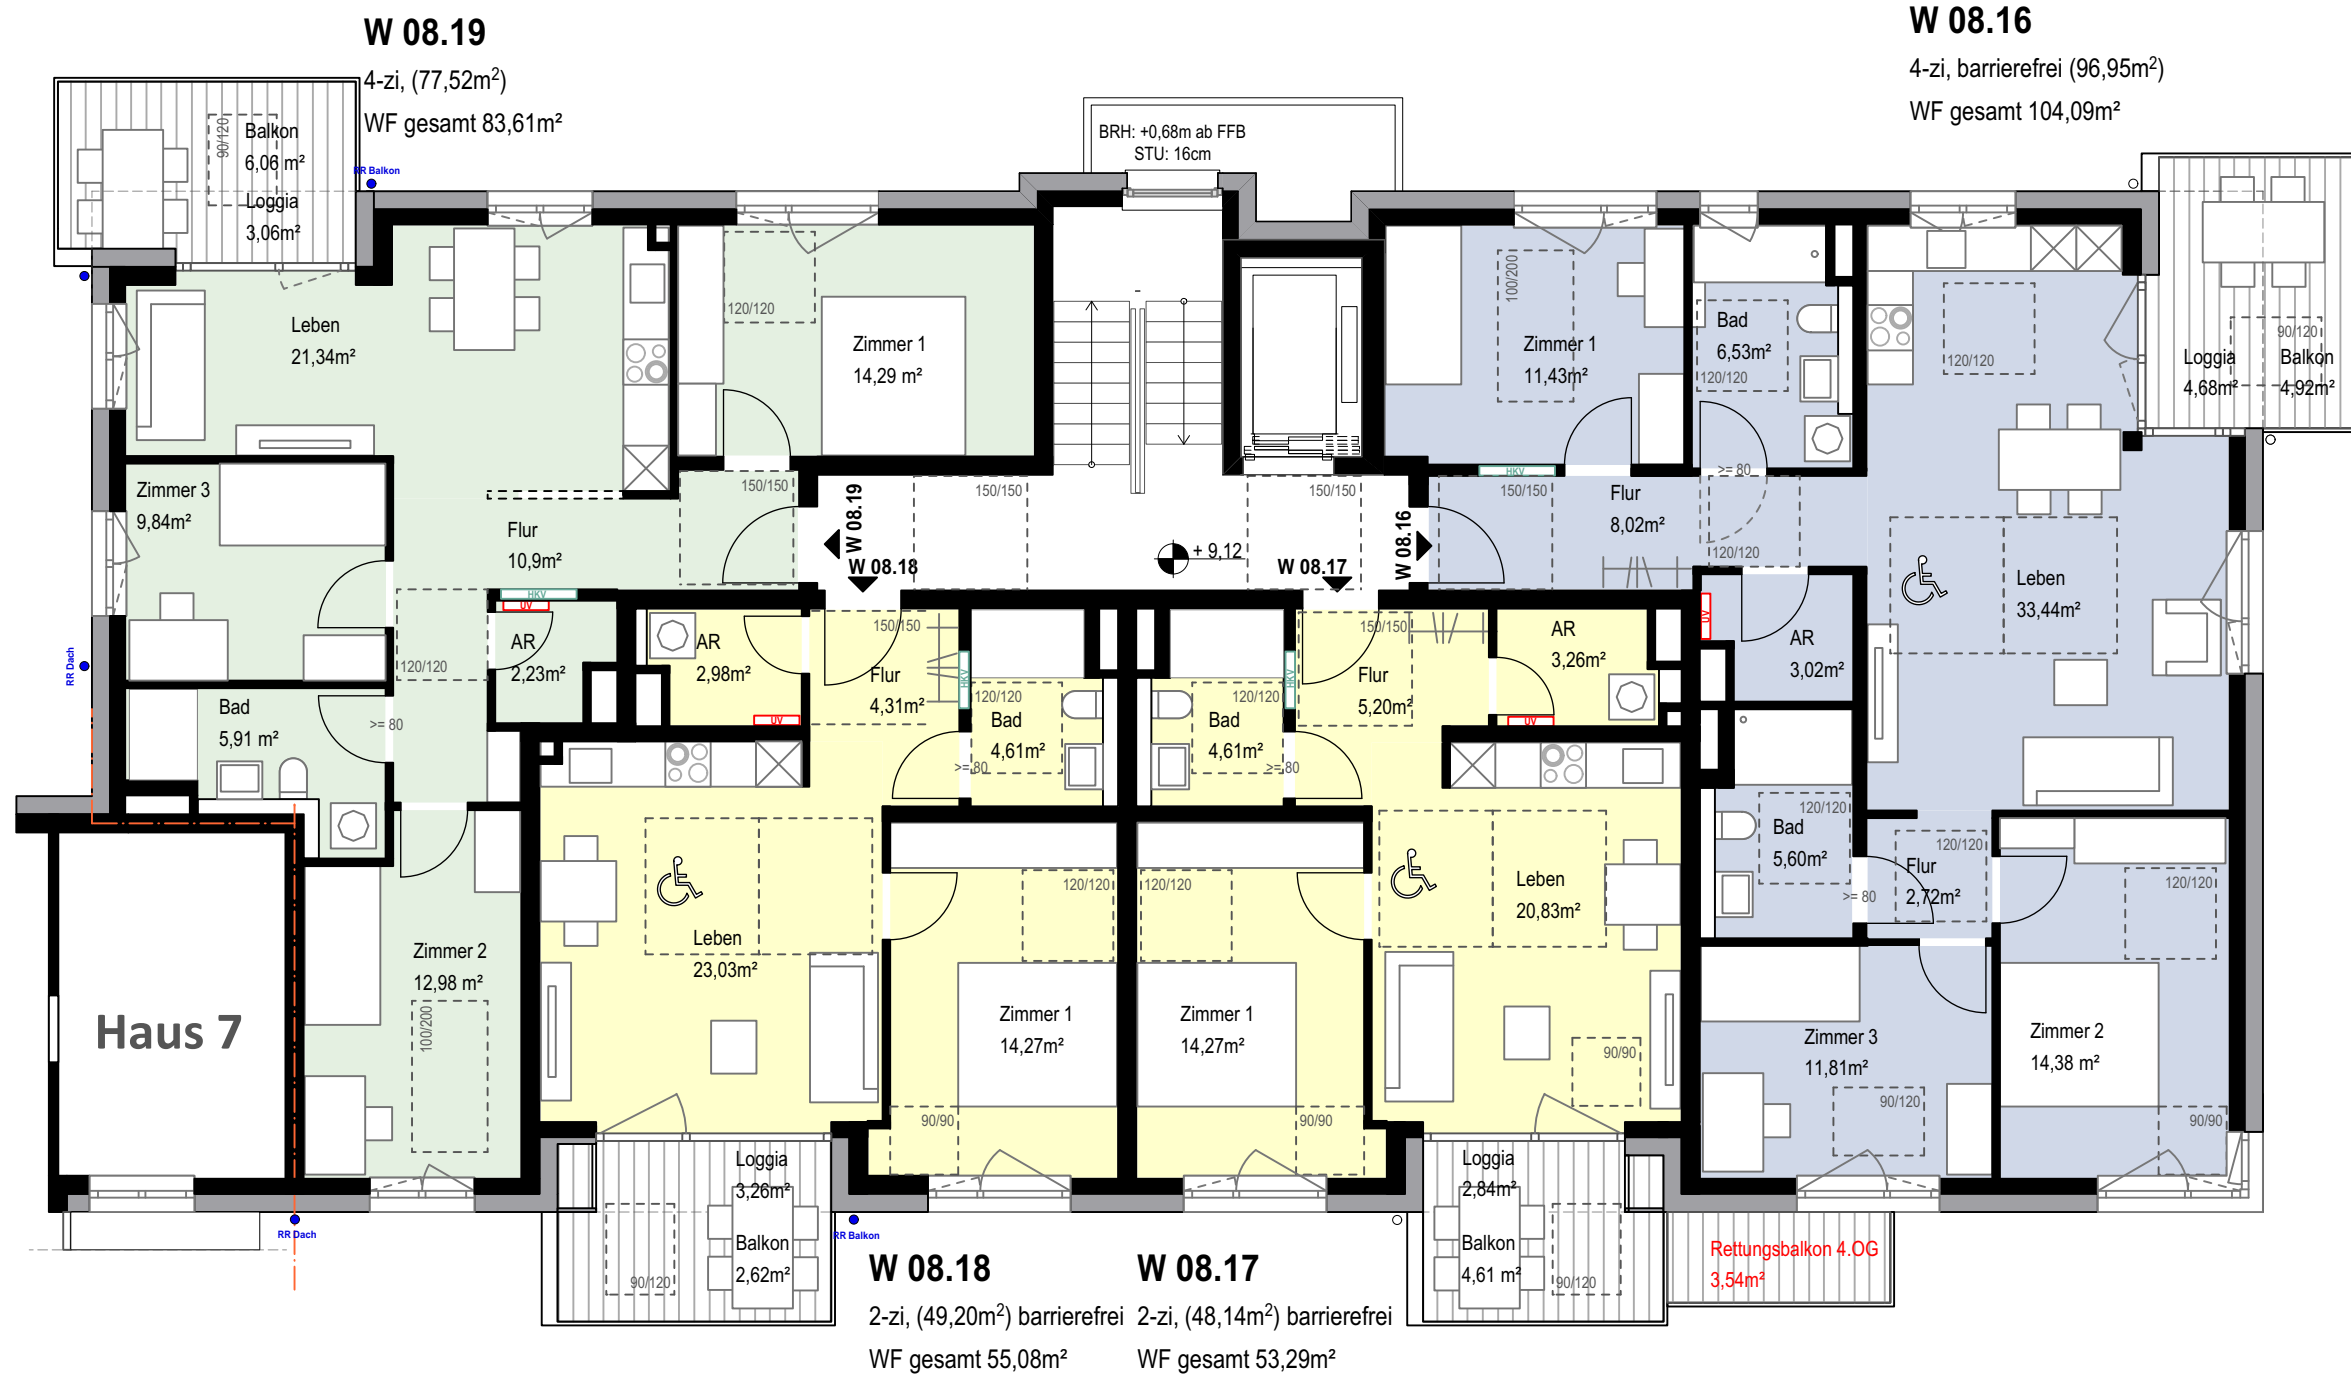 W 08.19
4-zi, (77,52m²)
WF gesamt 83,61m²
W 08.16
4-zi, barrierefrei (96,95m²)
WF gesamt 104,09m²
BRH: +0,68m ab FFB
STU: 16cm
90/120
Balkon
6,06 m²
Loggia
3,06m²
RR Balkon
Leben
21,34m²
120/120
Zimmer 1
14,29 m²
Zimmer 3
9,84m²
Flur
10,9m²
150/150
HKV
UV
AR
2,23m²
120/120
Bad
5,91 m²
>= 80
RR Dach
Zimmer 2
12,98 m²
100/200
Haus 7
RR Dach
W 08.19
W 08.18
150/150
+ 9,12
150/150
W 08.17
W 08.16
100/200
Zimmer 1
11,43m²
Bad
6,53m²
120/120
>= 80
HKV
150/150
Flur
8,02m²
120/120
120/120
Loggia
4,68m²
90/120
Balkon
4,92m²
Leben
33,44m²
UV
AR
3,02m²
120/120
Bad
5,60m²
>= 80
120/120
Flur
2,72m²
120/120
Zimmer 3
11,81m²
90/120
Zimmer 2
14,38 m²
90/90
Rettungsbalkon 4.OG
3,54m²
AR
2,98m²
UV
150/150
Flur
4,31m²
HKV
120/120
Bad
4,61m²
>= 80
Leben
23,03m²
120/120
Zimmer 1
14,27m²
90/90
Loggia
3,26m²
Balkon
2,62m²
90/120
RR Balkon
120/120
Bad
4,61m²
>= 80
HKV
150/150
Flur
5,20m²
AR
3,26m²
UV
120/120
Zimmer 1
14,27m²
90/90
Leben
20,83m²
90/90
Loggia
2,84m²
Balkon
4,61 m²
90/120
W 08.18
2-zi, (49,20m²) barrierefrei
WF gesamt 55,08m²
W 08.17
2-zi, (48,14m²) barrierefrei
WF gesamt 53,29m²